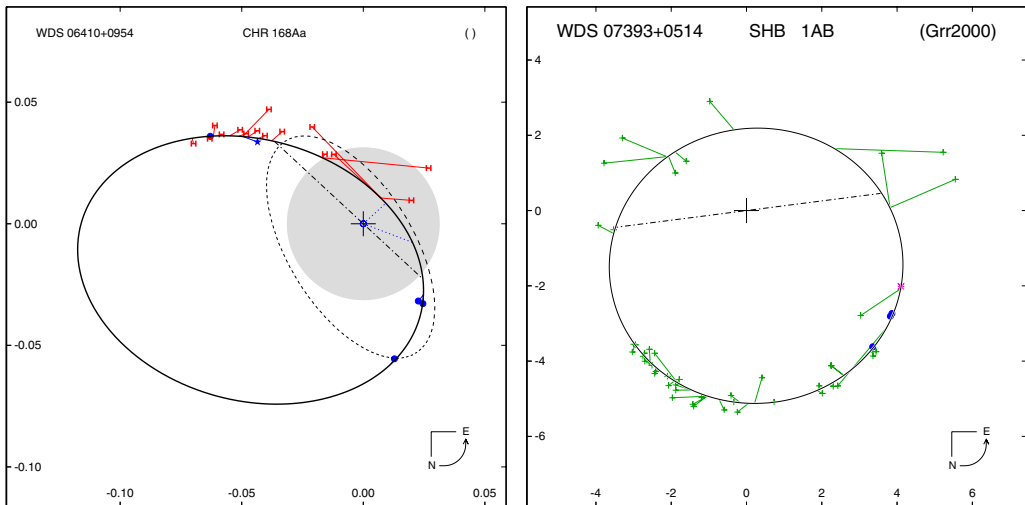 WDS 06410+0954 CHR 168Aa ( )
0.05
0.00
-0.05
-0.10
-0.10 -0.05 0.00 0.05
E
N
WDS 07393+0514 SHB 1AB (Grr2000)
4
2
0
-2
-4
-6
-4 -2 0 2 4 6
E
N